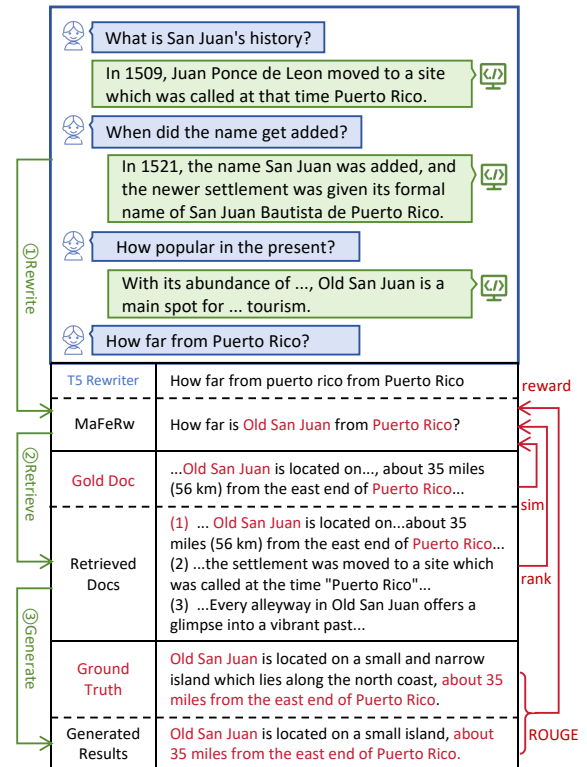 What is San Juan's history?
In 1509, Juan Ponce de Leon moved to a site
which was called at that time Puerto Rico.
When did the name get added?
In 1521, the name San Juan was added, and
the newer settlement was given its formal
name of San Juan Bautista de Puerto Rico.
How popular in the present?
With its abundance of ..., Old San Juan is a
main spot for ... tourism.
How far from Puerto Rico?
①Rewrite
T5 Rewriter
How far from puerto rico from Puerto Rico
reward
MaFeRw
How far is Old San Juan from Puerto Rico?
②Retrieve
Gold Doc
...Old San Juan is located on..., about 35 miles
(56 km) from the east end of Puerto Rico...
sim
Retrieved
Docs
(1) ... Old San Juan is located on...about 35
miles (56 km) from the east end of Puerto Rico...
(2) ...the settlement was moved to a site which
was called at the time "Puerto Rico"...
(3) ...Every alleyway in Old San Juan offers a
glimpse into a vibrant past...
rank
③Generate
Ground
Truth
Old San Juan is located on a small and narrow
island which lies along the north coast, about 35
miles from the east end of Puerto Rico.
Generated
Results
Old San Juan is located on a small island, about
35 miles from the east end of Puerto Rico.
ROUGE